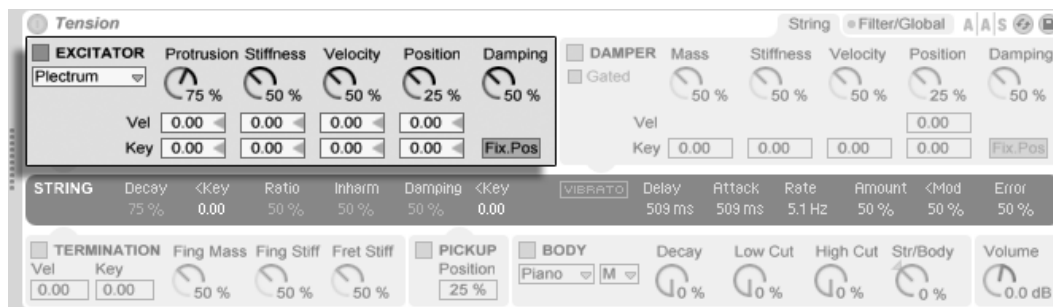 Tension String Filter/Global A A S
EXCITATOR Protrusion Stiffness Velocity Position Damping
Plectrum 75 % 50 % 50 % 25 % 50 %
Vel 0.00 0.00 0.00 0.00
Key 0.00 0.00 0.00 0.00 Fix.Pos
DAMPER Mass Stiffness Velocity Position Damping
Gated 50 % 50 % 50 % 25 % 50 %
Vel 0.00
Key 0.00 0.00 0.00 0.00 Fix.Pos
STRING Decay <Key Ratio Inharm Damping <Key VIBRATO Delay Attack Rate Amount <Mod Error
75 % 0.00 50 % 50 % 50 % 0.00 509 ms 509 ms 5.1 Hz 50 % 50 % 50 %
TERMINATION Fing Mass Fing Stiff Fret Stiff
Vel Key
0.00 0.00 50 % 50 % 50 %
PICKUP
Position
25 %
BODY Decay Low Cut High Cut Str/Body
Piano M 0 % 0 % 0 % 0 %
Volume
0.0 dB